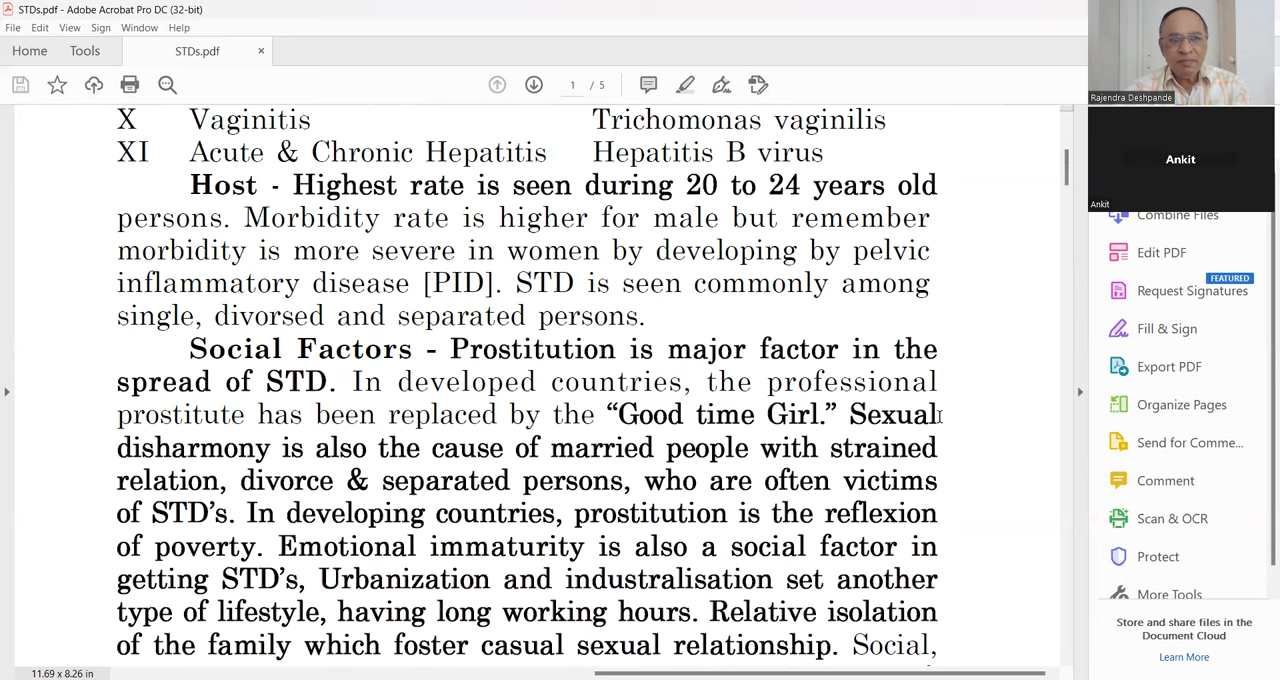 STDs.pdf - Adobe Acrobat Pro DC (32-bit)
File Edit View Sign Window Help
Home Tools STDs.pdf ×
1 / 5
X Vaginitis Trichomonas vaginilis
XI Acute & Chronic Hepatitis Hepatitis B virus
Host - Highest rate is seen during 20 to 24 years old
persons. Morbidity rate is higher for male but remember
morbidity is more severe in women by developing by pelvic
inflammatory disease [PID]. STD is seen commonly among
single, divorsed and separated persons.
Social Factors - Prostitution is major factor in the
spread of STD. In developed countries, the professional
prostitute has been replaced by the “Good time Girl.” Sexual
disharmony is also the cause of married people with strained
relation, divorce & separated persons, who are often victims
of STD’s. In developing countries, prostitution is the reflexion
of poverty. Emotional immaturity is also a social factor in
getting STD’s, Urbanization and industralisation set another
type of lifestyle, having long working hours. Relative isolation
of the family which foster casual sexual relationship. Social,
11.69 x 8.26 in
Rajendra Deshpande
Ankit
Ankit
Combine Files
Edit PDF
FEATURED
Request Signatures
Fill & Sign
Export PDF
Organize Pages
Send for Comme...
Comment
Scan & OCR
Protect
More Tools
Store and share files in the
Document Cloud
Learn More